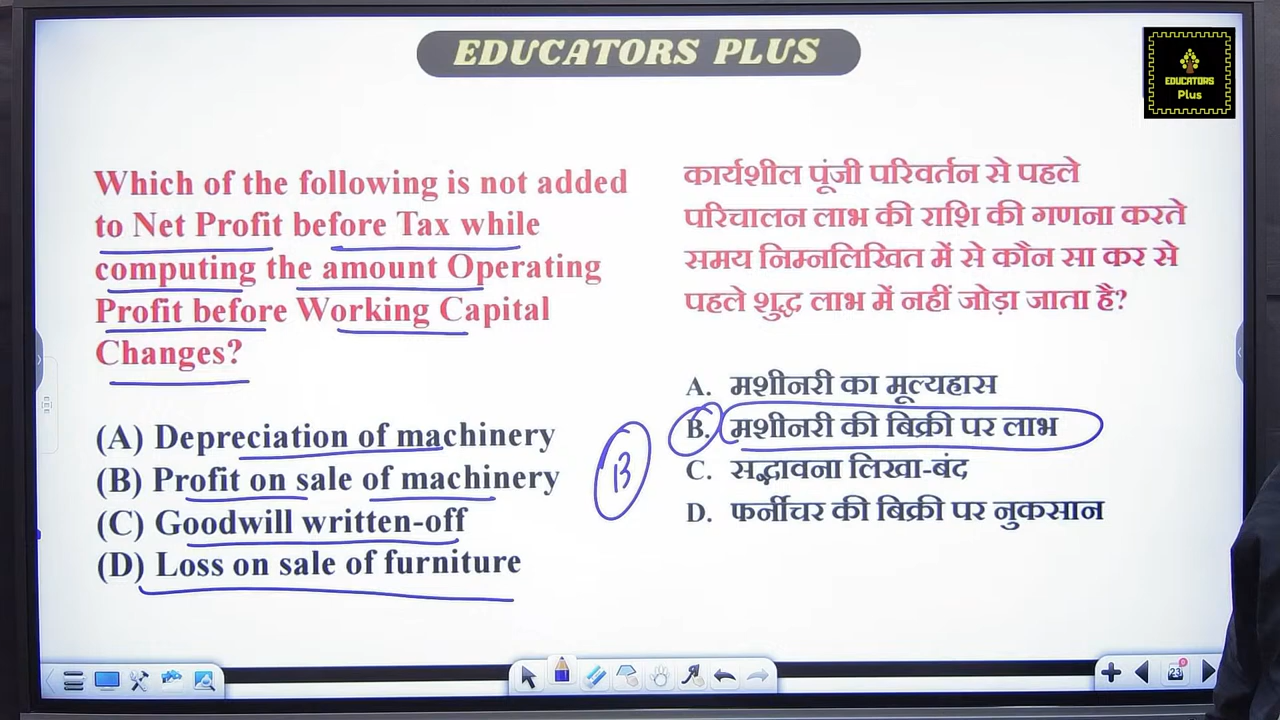 EDUCATORS PLUS
EDUCATORS
Plus
Which of the following is not added
to Net Profit before Tax while
computing the amount Operating
Profit before Working Capital
Changes?
(A) Depreciation of machinery
(B) Profit on sale of machinery
(C) Goodwill written-off
(D) Loss on sale of furniture
B
कार्यशील पूंजी परिवर्तन से पहले
परिचालन लाभ की राशि की गणना करते
समय निम्नलिखित में से कौन सा कर से
पहले शुद्ध लाभ में नहीं जोड़ा जाता है?
A. मशीनरी का मूल्यह्रास
B. मशीनरी की बिक्री पर लाभ
C. सद्भावना लिखा-बंद
D. फर्नीचर की बिक्री पर नुकसान
23